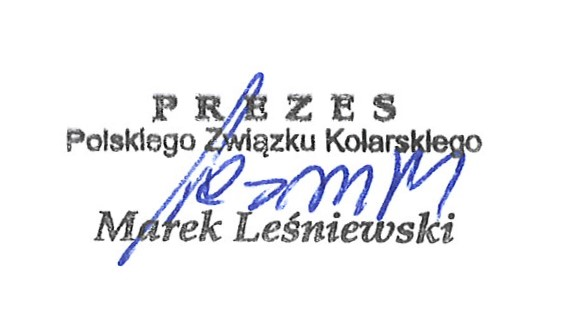 P R E Z E S
Polskiego Związku Kolarskiego
Marek Leśniewski